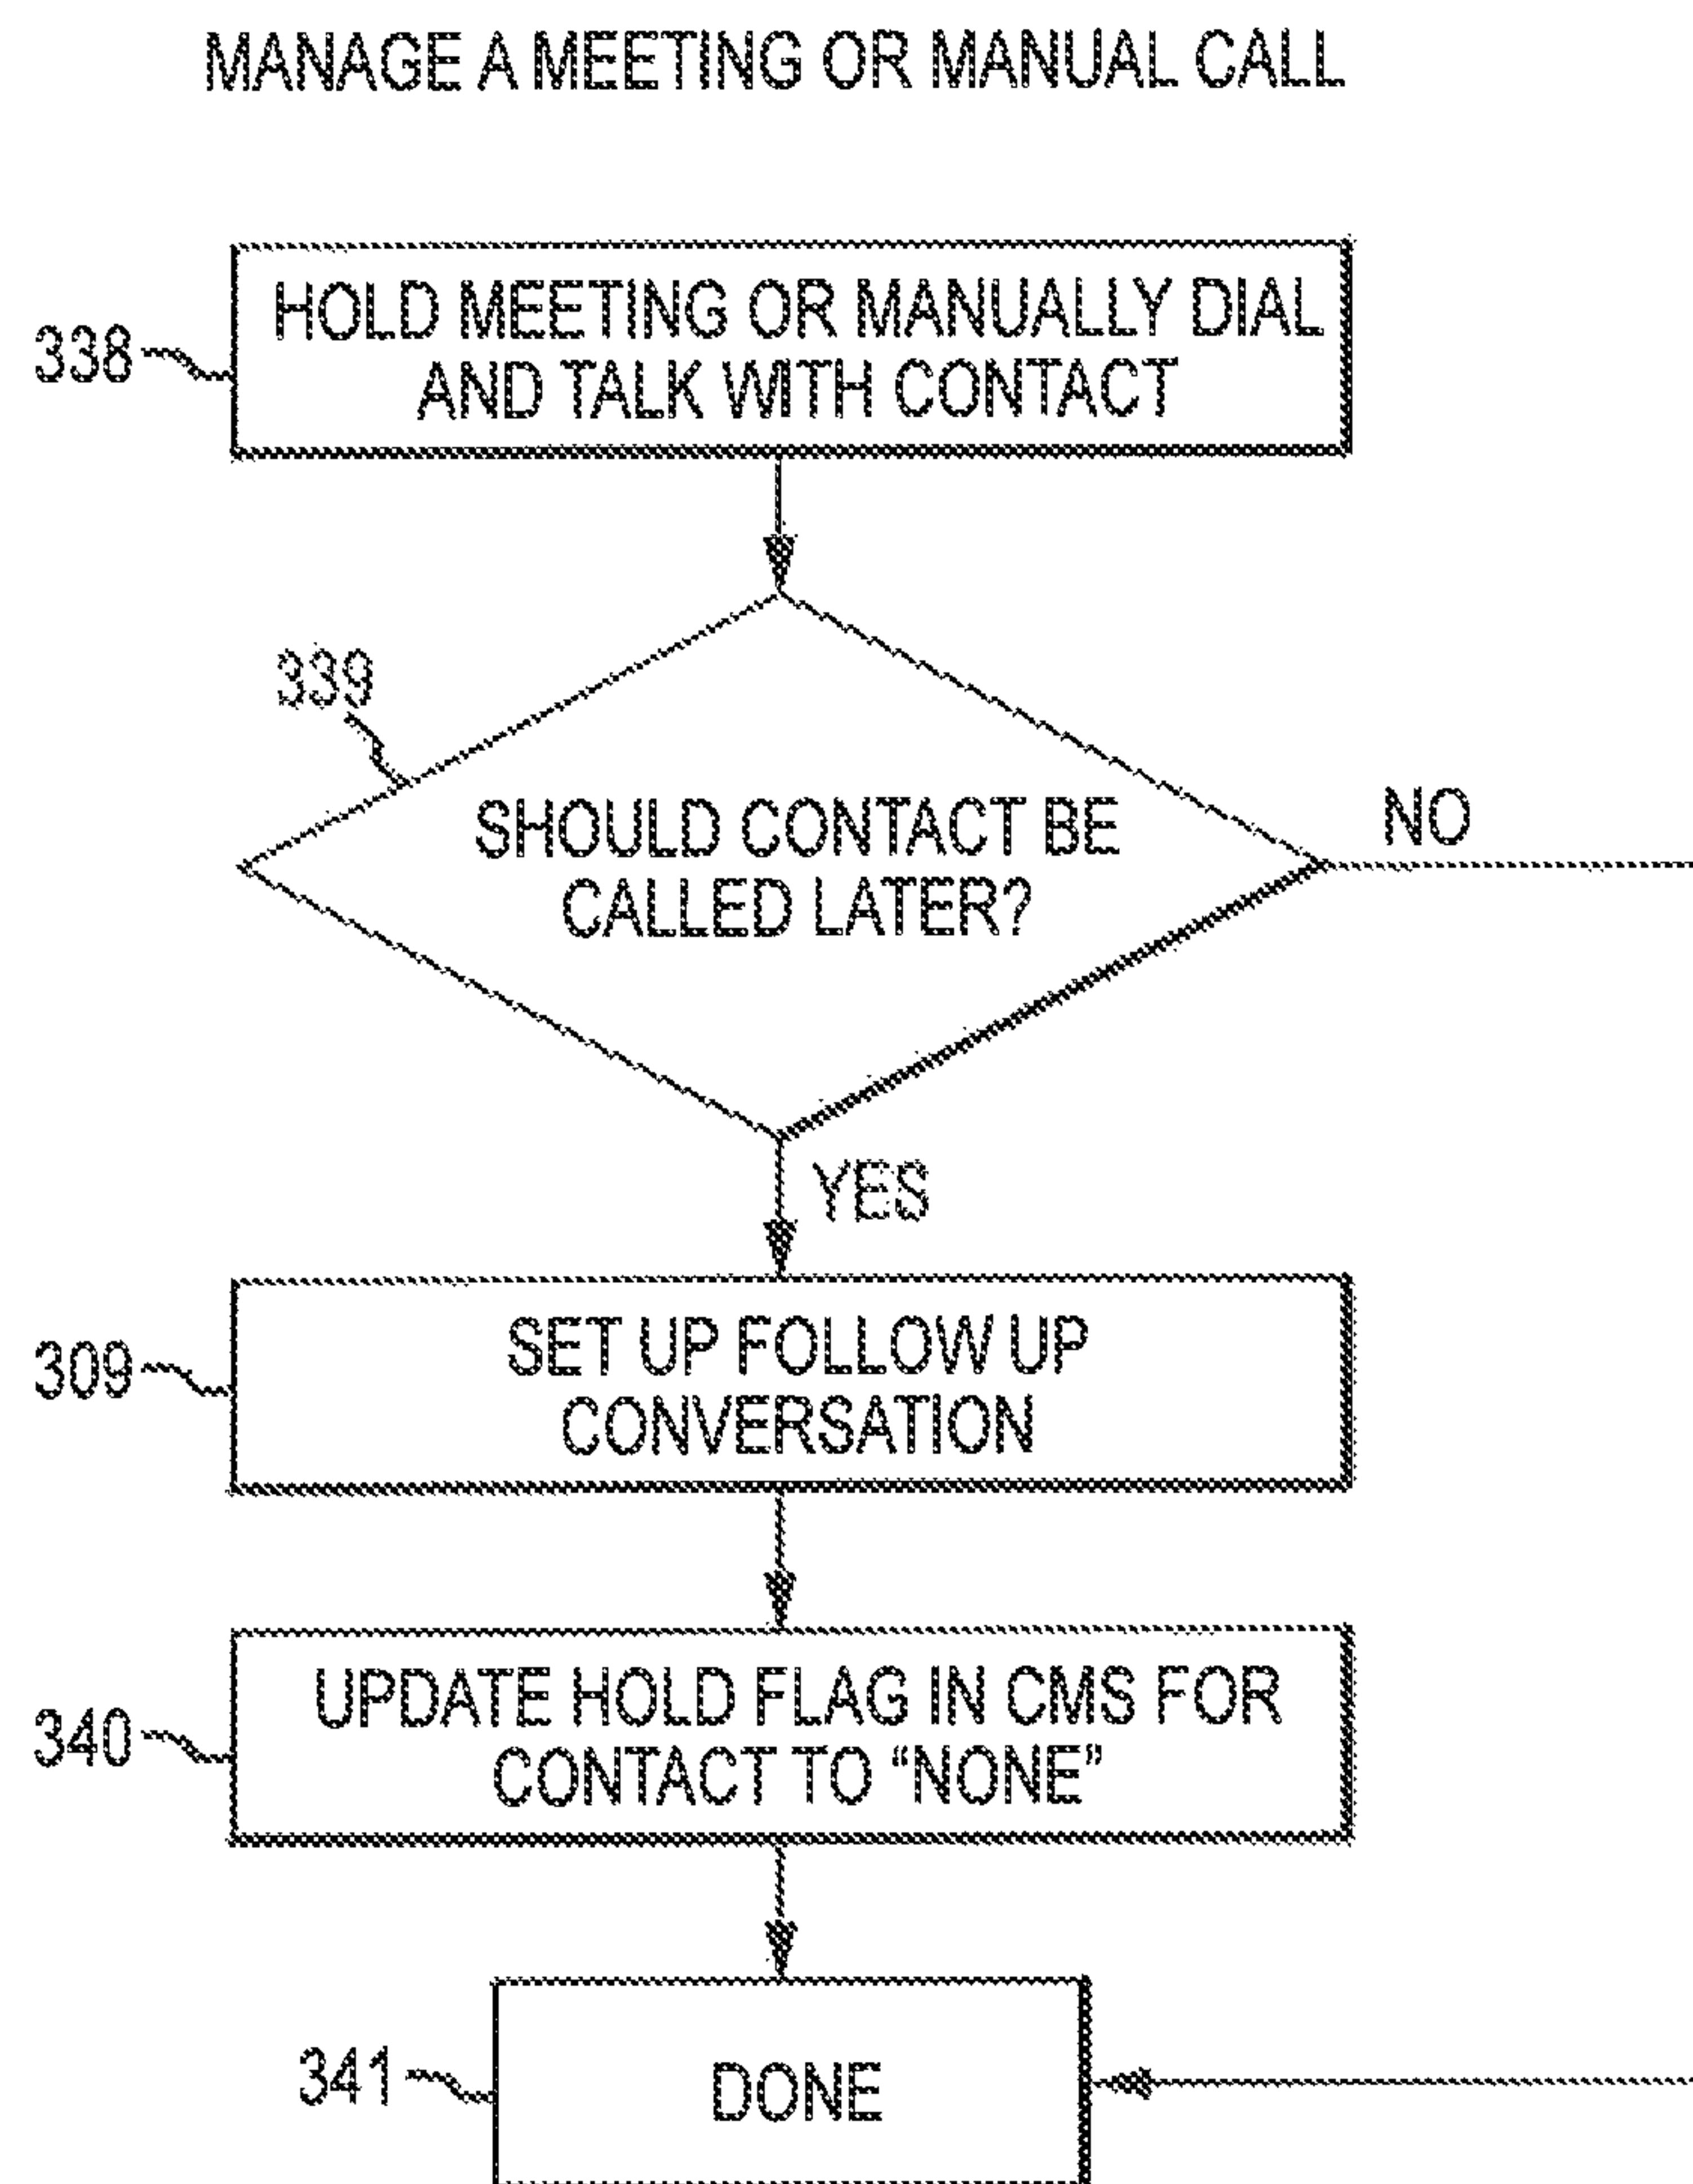 MANAGE A MEETING OR MANUAL CALL
338
HOLD MEETING OR MANUALLY DIAL
AND TALK WITH CONTACT
339
SHOULD CONTACT BE
CALLED LATER?
NO
YES
309
SET UP FOLLOW UP
CONVERSATION
340
UPDATE HOLD FLAG IN CMS FOR
CONTACT TO “NONE”
341
DONE